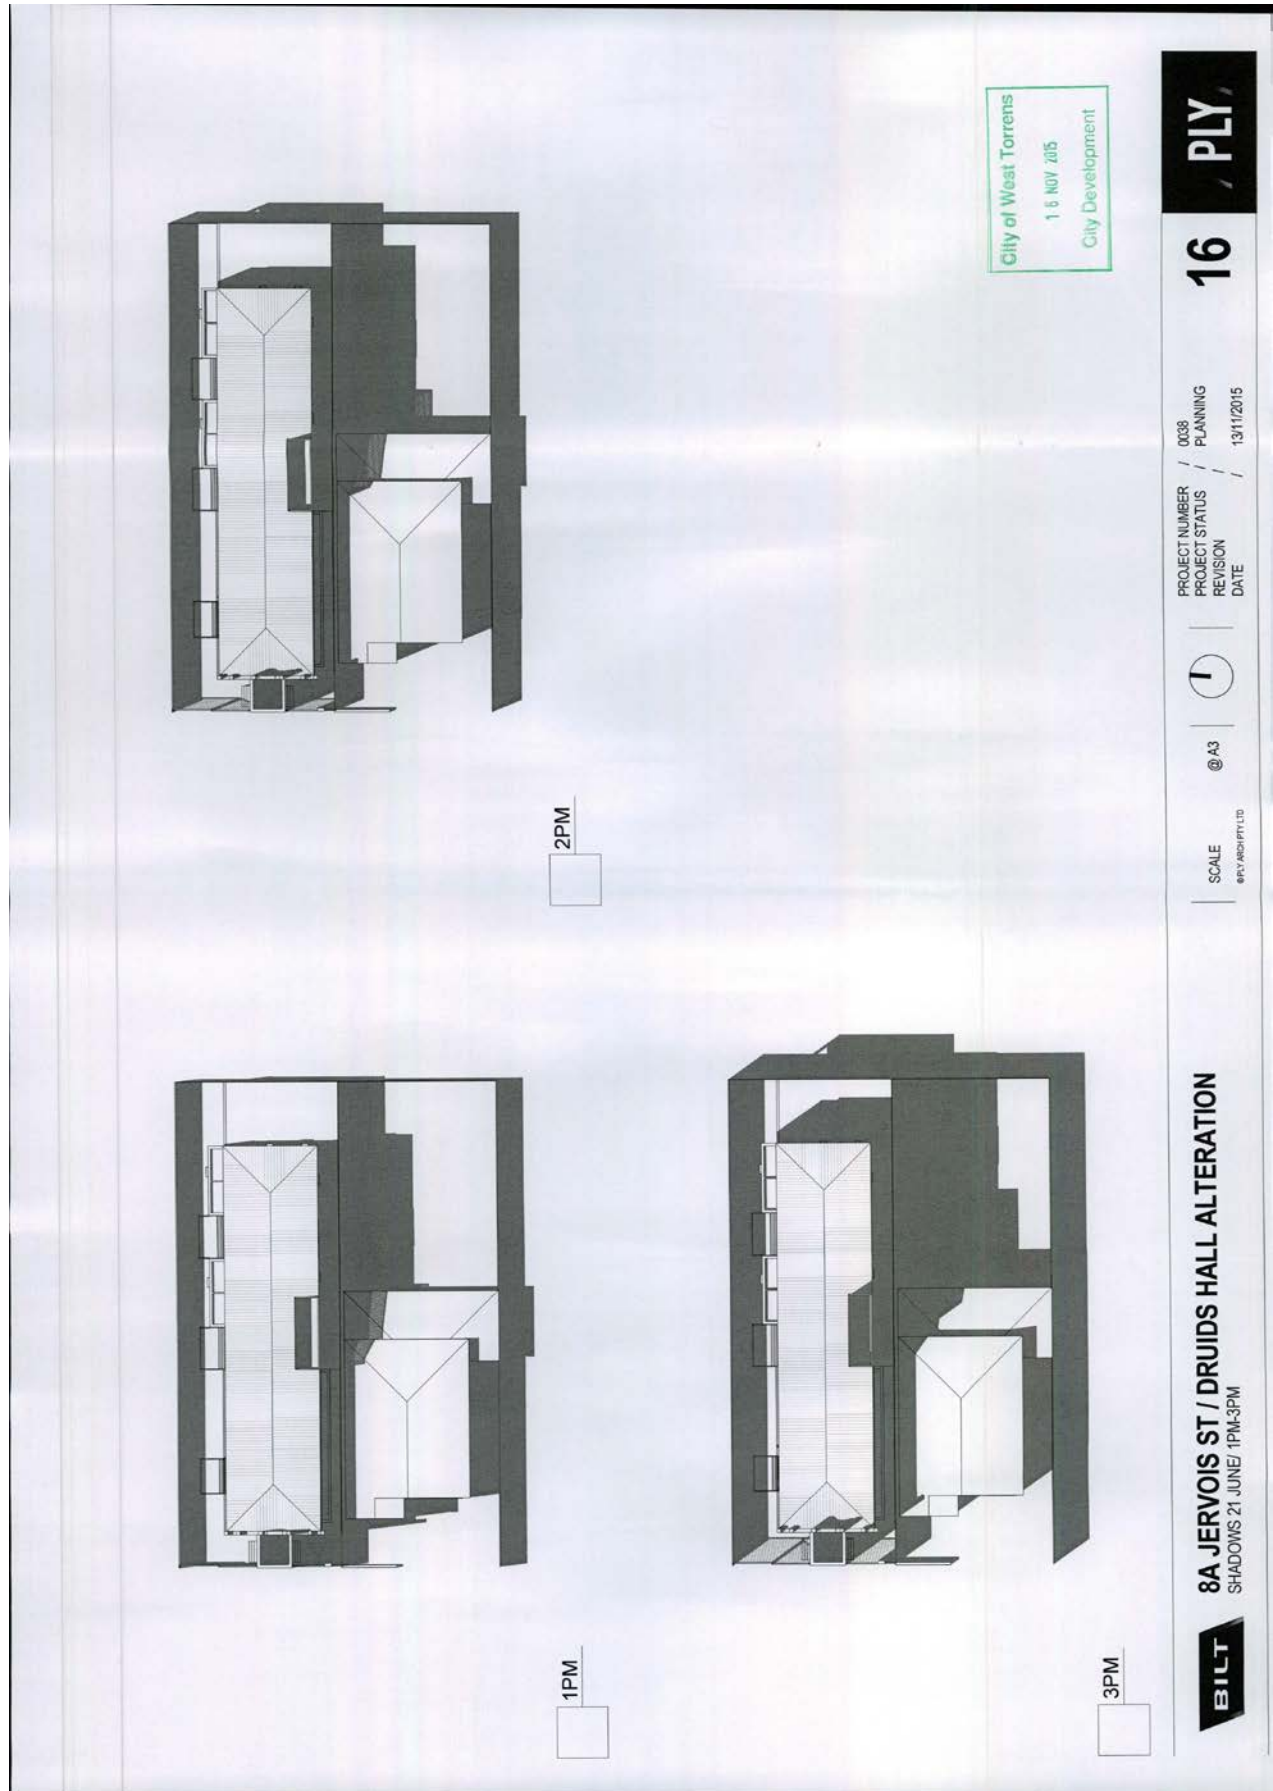 1PM
2PM
3PM
City of West Torrens
16 NOV 2015
City Development
BILT
8A JERVOIS ST / DRUIDS HALL ALTERATION
SHADOWS 21 JUNE/ 1PM-3PM
SCALE @ A3
©PLY ARCH PTY LTD
PROJECT NUMBER / 0038
PROJECT STATUS / PLANNING
REVISION /
DATE / 13/11/2015
16
/ PLY /